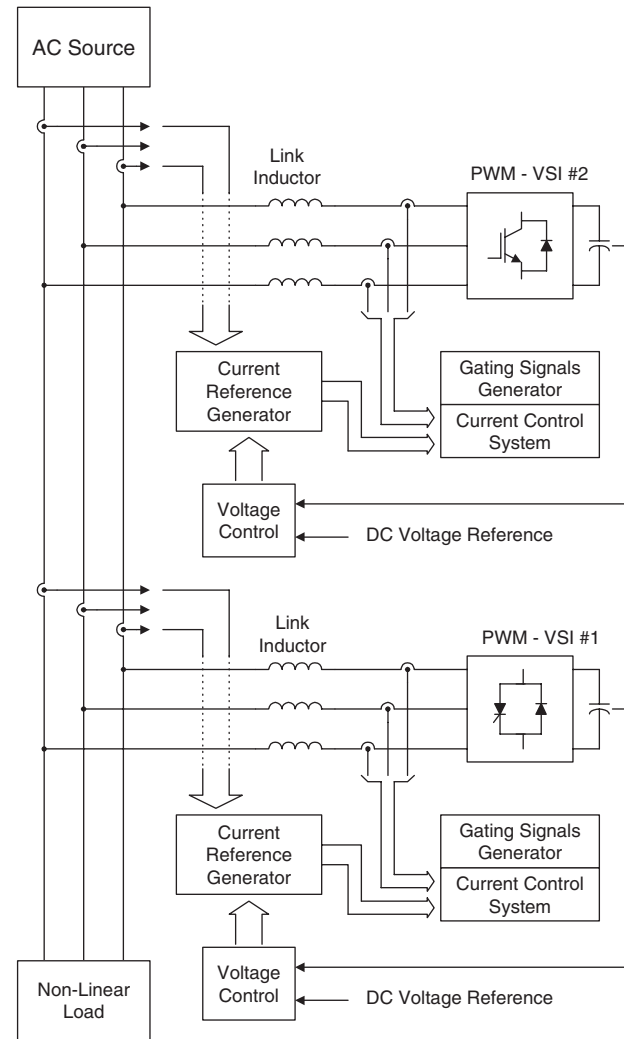 AC Source
Link
Inductor
PWM - VSI #2
Current
Reference
Generator
Gating Signals
Generator
Current Control
System
Voltage
Control
DC Voltage Reference
Link
Inductor
PWM - VSI #1
Current
Reference
Generator
Gating Signals
Generator
Current Control
System
Voltage
Control
DC Voltage Reference
Non-Linear
Load